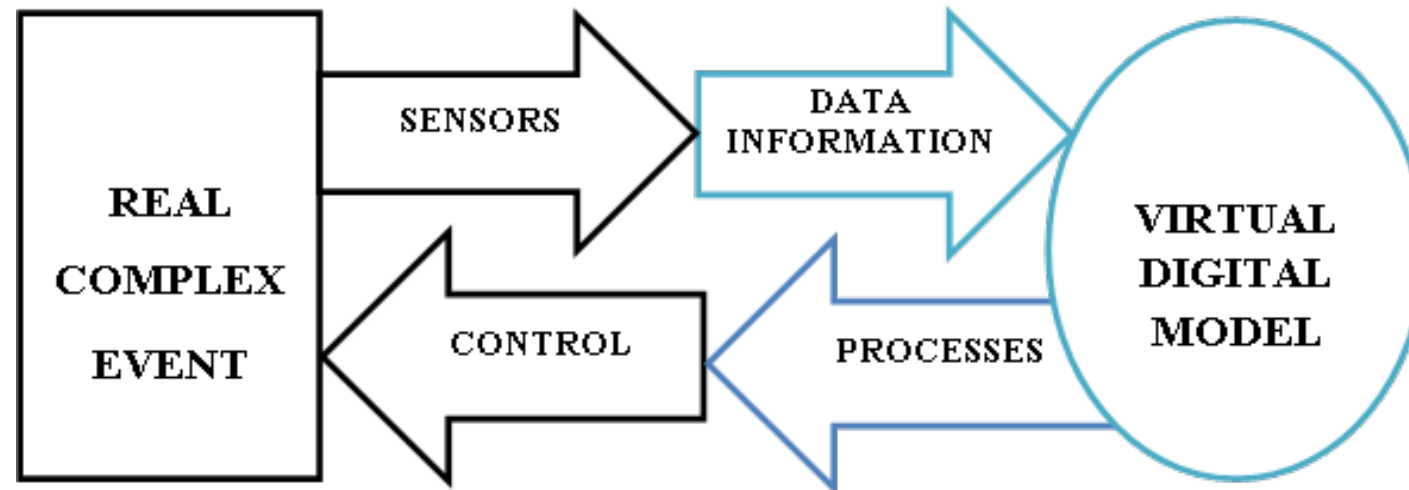 REAL
COMPLEX
EVENT
SENSORS
DATA
INFORMATION
CONTROL
PROCESSES
VIRTUAL
DIGITAL
MODEL